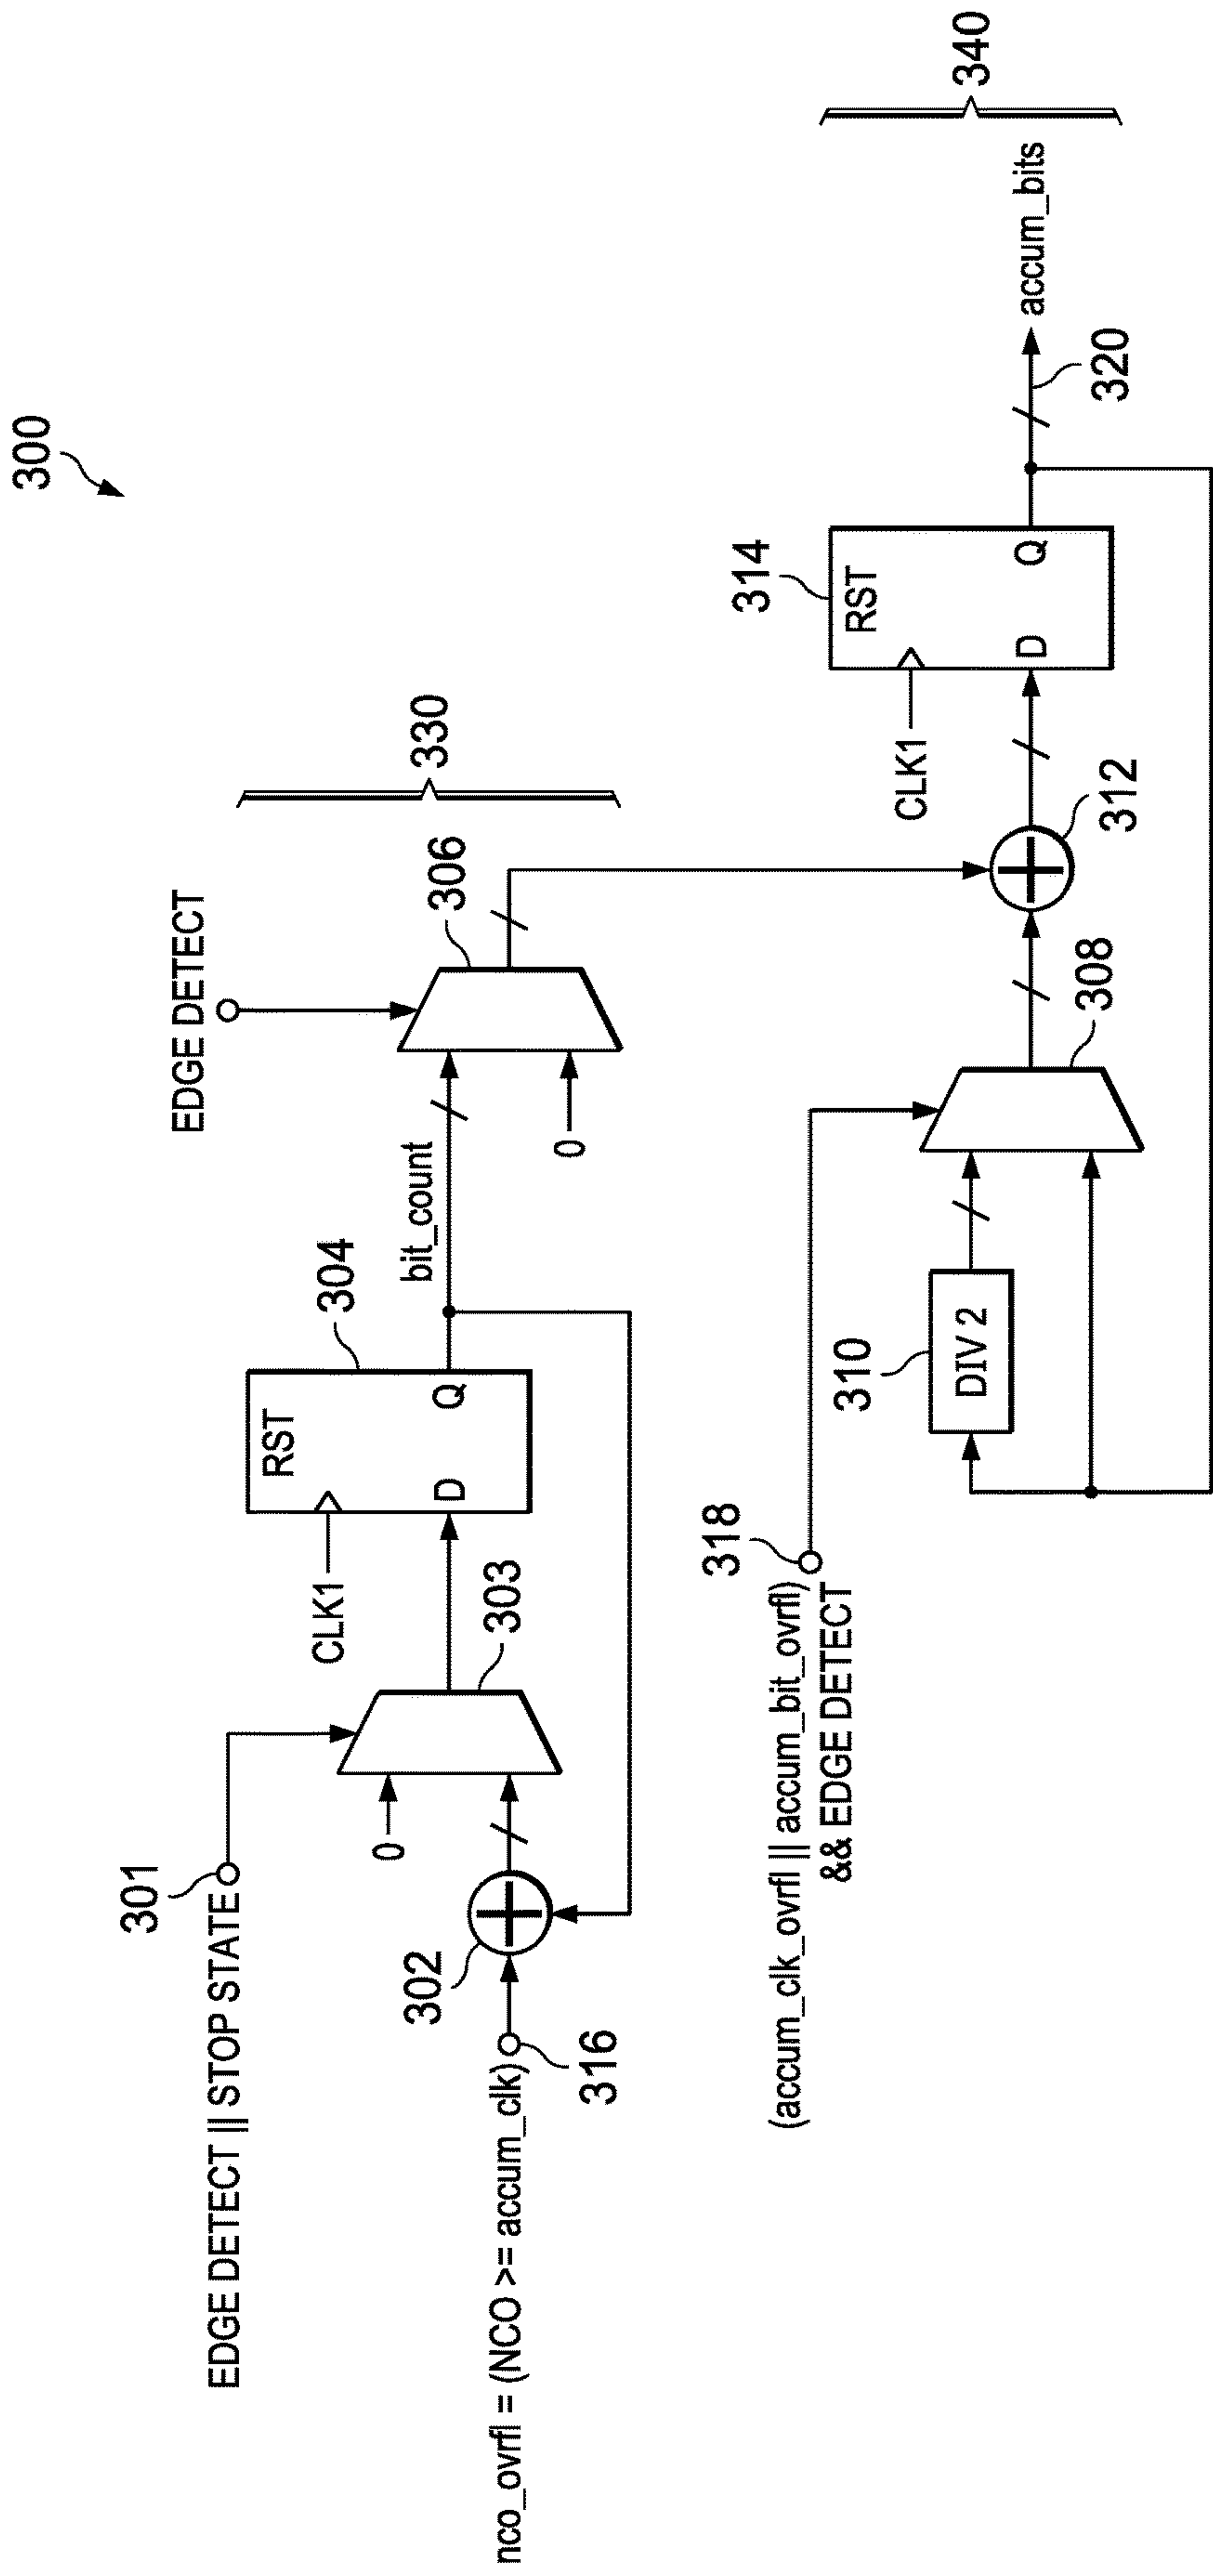 300
EDGE DETECT || STOP STATE
301
nco_ovrfl = (NCO >= accum_clk)
316
302
0
303
CLK1
RST
D
Q
304
bit_count
EDGE DETECT
0
306
330
(accum_clk_ovrfl || accum_bit_ovrfl)
&& EDGE DETECT
318
310
DIV 2
308
312
CLK1
RST
D
Q
314
320
accum_bits
340